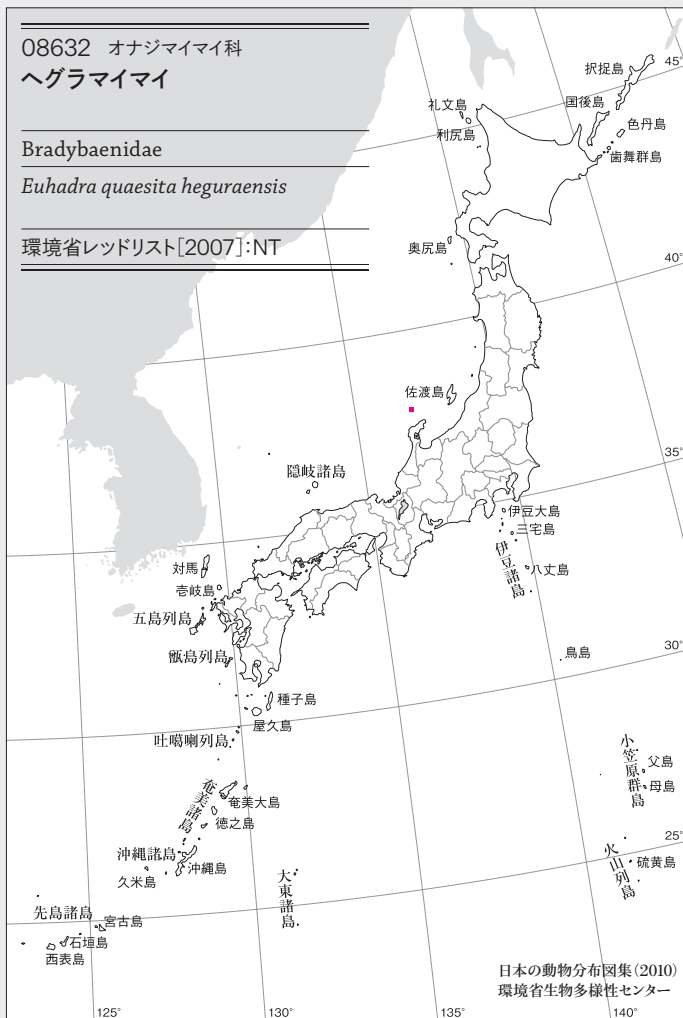 08632 オナジマイマイ科
ヘグラマイマイ
Bradybaenidae
Euhadra quaesita heguraensis
環境省レッドリスト[2007]:NT
45°
択捉島
国後島
礼文島
色丹島
利尻島
歯舞群島
奥尻島
40°
佐渡島
35°
隠岐諸島
伊豆大島
三宅島
伊豆諸島
八丈島
対馬
壱岐島
五島列島
甑島列島
鳥島
30°
種子島
屋久島
吐噶喇列島
小笠原群島
父島
母島
奄美諸島
奄美大島
徳之島
25°
沖縄諸島
沖縄島
久米島
大東諸島
火山列島
硫黄島
先島諸島
宮古島
石垣島
西表島
日本の動物分布図集(2010)
環境省生物多様性センター
125°
130°
135°
140°